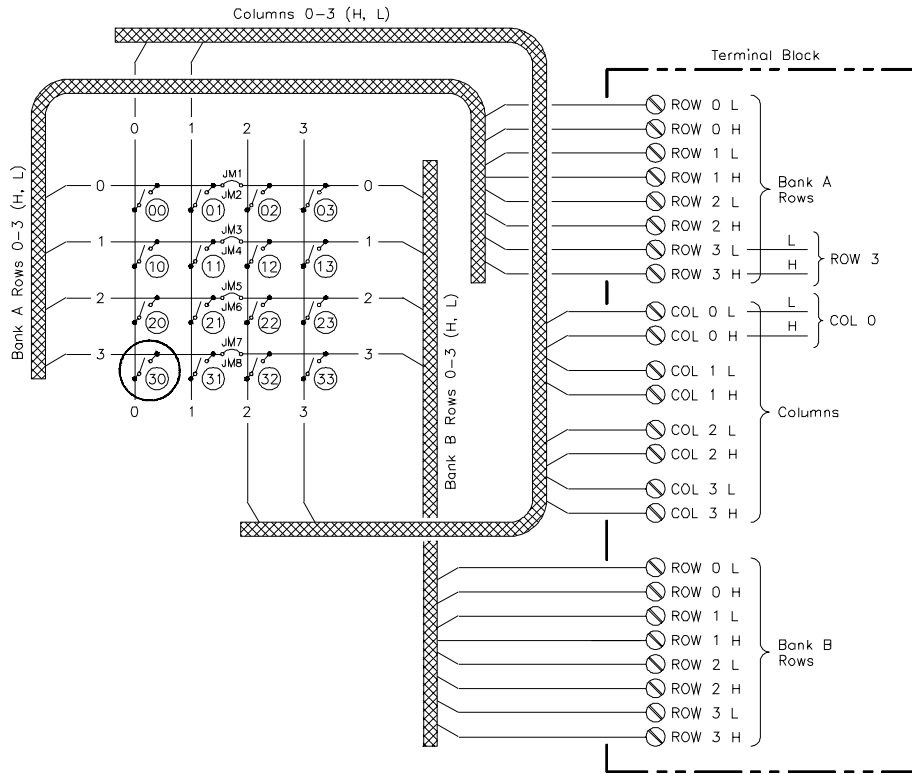 Columns 0-3 (H, L)
Terminal Block
Bank A Rows 0-3 (H, L)
0 1 2 3
0 JM1 0
JM2
00 01 02 03
1 JM3 1
JM4
10 11 12 13
2 JM5 2
JM6
20 21 22 23
3 JM7 3
JM8
30 31 32 33
0 1 2 3
Bank B Rows 0-3 (H, L)
ROW 0 L
ROW 0 H
ROW 1 L
ROW 1 H
ROW 2 L
ROW 2 H
ROW 3 L L
ROW 3 H H
Bank A
Rows
ROW 3
COL 0 L L
COL 0 H H
COL 0
COL 1 L
COL 1 H
COL 2 L
COL 2 H
COL 3 L
COL 3 H
Columns
ROW 0 L
ROW 0 H
ROW 1 L
ROW 1 H
ROW 2 L
ROW 2 H
ROW 3 L
ROW 3 H
Bank B
Rows